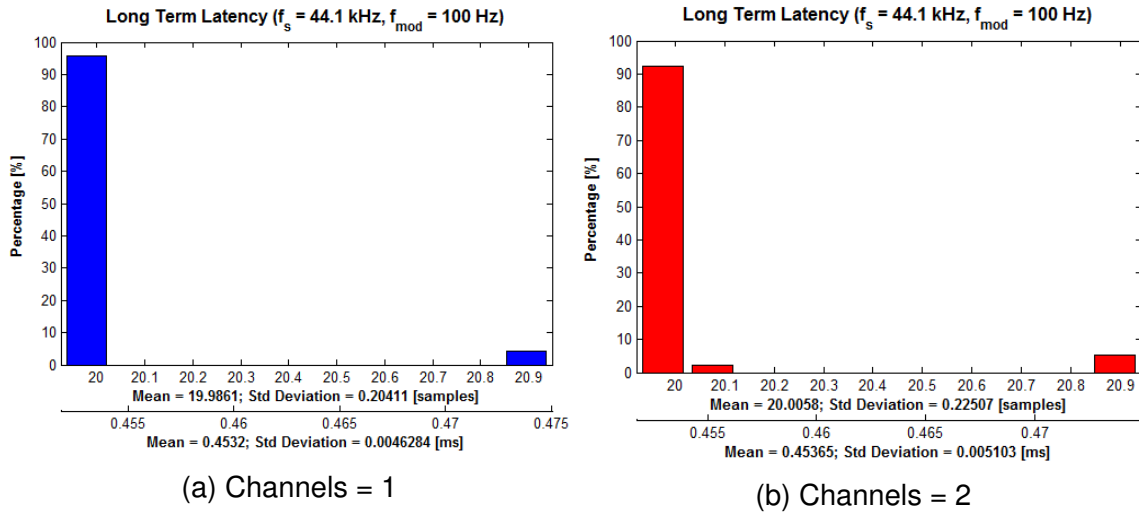 Long Term Latency (fs = 44.1 kHz, fmod = 100 Hz)
Percentage [%]
100
90
80
70
60
50
40
30
20
10
0
20 20.1 20.2 20.3 20.4 20.5 20.6 20.7 20.8 20.9
Mean = 19.9861; Std Deviation = 0.20411 [samples]
0.455 0.46 0.465 0.47 0.475
Mean = 0.4532; Std Deviation = 0.0046284 [ms]
(a) Channels = 1
Long Term Latency (fs = 44.1 kHz, fmod = 100 Hz)
Percentage [%]
100
90
80
70
60
50
40
30
20
10
0
20 20.1 20.2 20.3 20.4 20.5 20.6 20.7 20.8 20.9
Mean = 20.0058; Std Deviation = 0.22507 [samples]
0.455 0.46 0.465 0.47
Mean = 0.45365; Std Deviation = 0.005103 [ms]
(b) Channels = 2